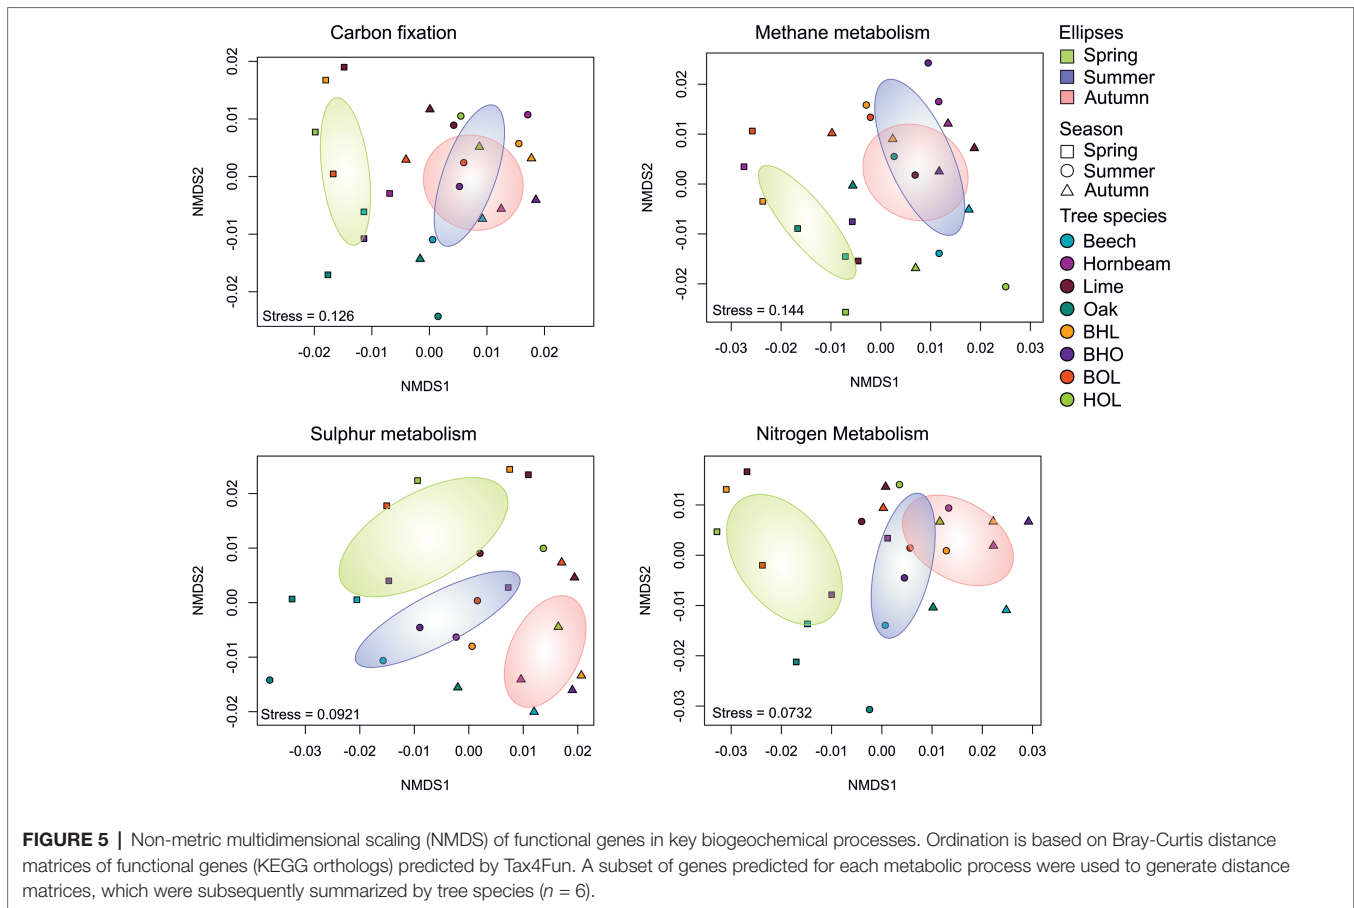 Carbon fixation
0.02
0.01
0.00
-0.01
-0.02
NMDS2
Stress = 0.126
-0.02 -0.01 0.00 0.01 0.02
NMDS1
Methane metabolism
0.02
0.01
0.00
-0.01
-0.02
NMDS2
Stress = 0.144
-0.03 -0.02 -0.01 0.00 0.01 0.02 0.03
NMDS1
Ellipses
Spring
Summer
Autumn
Season
Spring
Summer
Autumn
Tree species
Beech
Hornbeam
Lime
Oak
BHL
BHO
BOL
HOL
Sulphur metabolism
0.02
0.01
0.00
-0.01
-0.02
NMDS2
Stress = 0.0921
-0.03 -0.02 -0.01 0.00 0.01 0.02
NMDS1
Nitrogen Metabolism
0.01
0.00
-0.01
-0.02
-0.03
NMDS2
Stress = 0.0732
-0.03 -0.02 -0.01 0.00 0.01 0.02 0.03
NMDS1
FIGURE 5 | Non-metric multidimensional scaling (NMDS) of functional genes in key biogeochemical processes. Ordination is based on Bray-Curtis distance
matrices of functional genes (KEGG orthologs) predicted by Tax4Fun. A subset of genes predicted for each metabolic process were used to generate distance
matrices, which were subsequently summarized by tree species (n = 6).